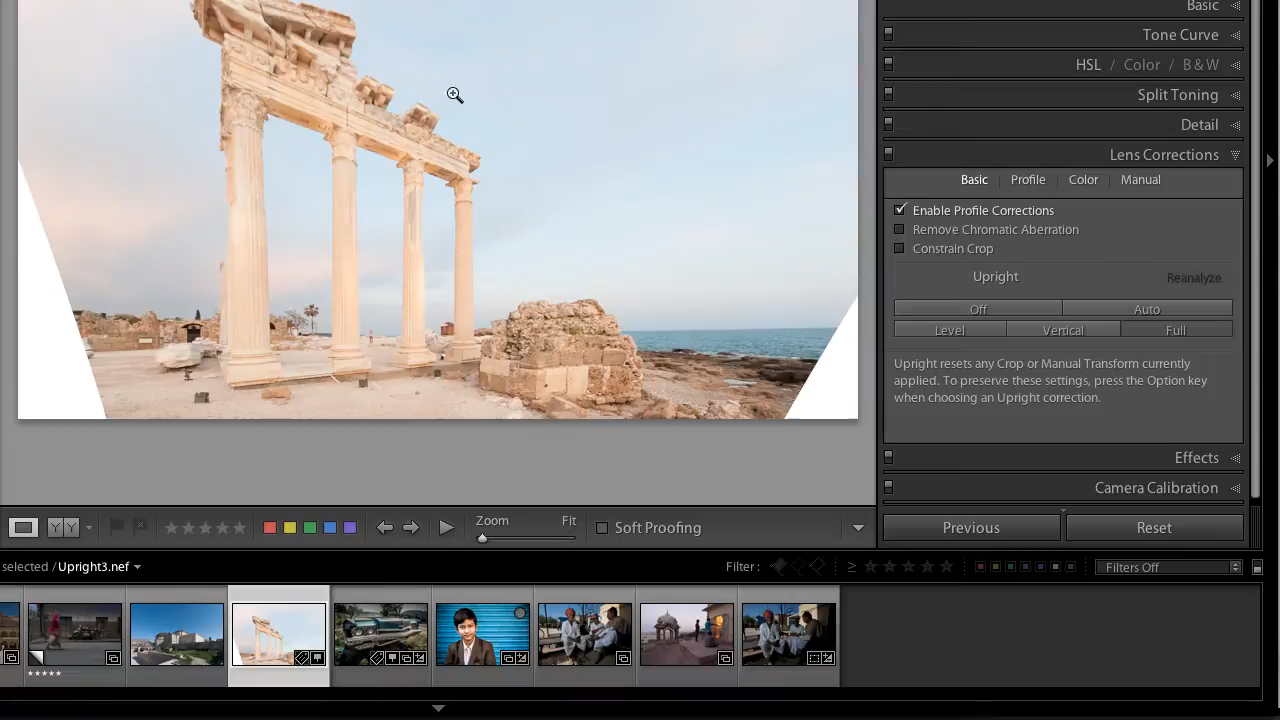 Basic
Tone Curve
HSL / Color / B & W
Split Toning
Detail
Lens Corrections
Basic | Profile | Color | Manual
Enable Profile Corrections
Remove Chromatic Aberration
Constrain Crop
Upright Reanalyze
Off Auto
Level Vertical Full
Upright resets any Crop or Manual Transform currently
applied. To preserve these settings, press the Option key
when choosing an Upright correction.
Effects
Camera Calibration
YY Zoom Fit Soft Proofing
Previous Reset
selected / Upright3.nef
Filter : ≥ Filters Off